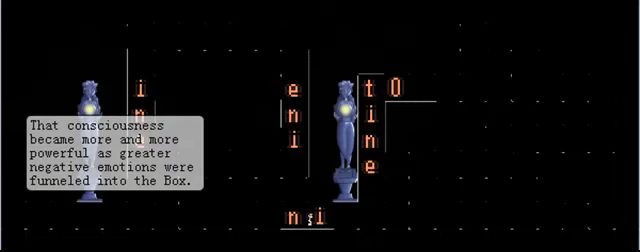 i
n
i
e
n
i
t O
i
n
e
n i
That consciousness
became more and more
powerful as greater
negative emotions were
funneled into the Box.